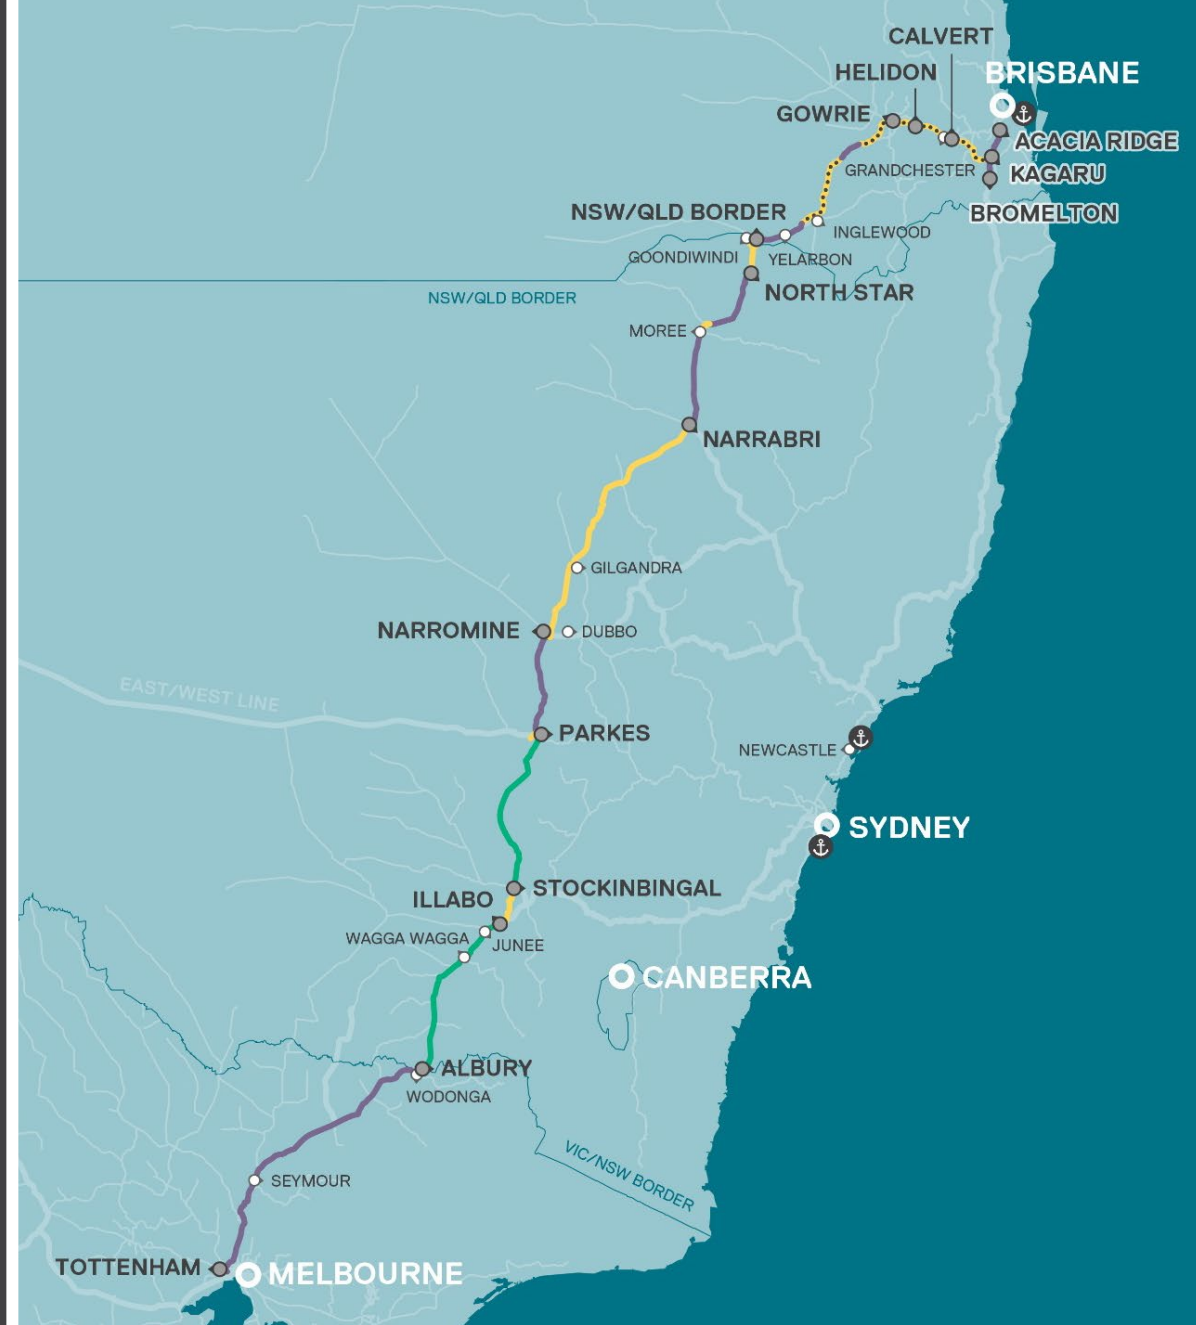 CALVERT
HELIDON
BRISBANE
GOWRIE
ACACIA RIDGE
GRANDCHESTER
KAGARU
BROMELTON
NSW/QLD BORDER
INGLEWOOD
GOONDIWINDI
YELARBON
NORTH STAR
NSW/QLD BORDER
MOREE
NARRABRI
GILGANDRA
NARROMINE
DUBBO
EAST/WEST LINE
PARKES
NEWCASTLE
SYDNEY
STOCKINBINGAL
ILLABO
WAGGA WAGGA
JUNEE
CANBERRA
ALBURY
WODONGA
VIC/NSW BORDER
SEYMOUR
TOTTENHAM
MELBOURNE